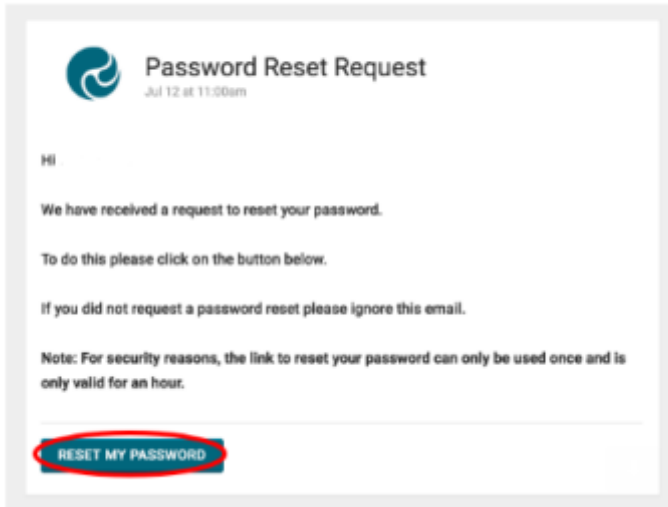 Password Reset Request
Jul 12 at 11:00am
Hi
We have received a request to reset your password.
To do this please click on the button below.
If you did not request a password reset please ignore this email.
Note: For security reasons, the link to reset your password can only be used once and is
only valid for an hour.
RESET MY PASSWORD